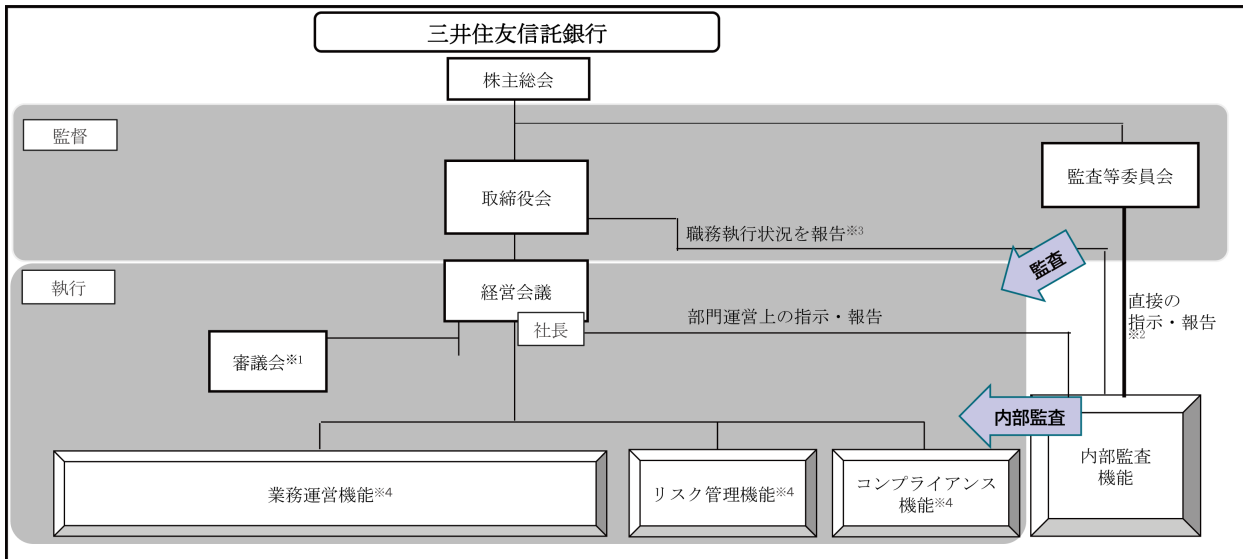 三井住友信託銀行
株主総会
監督
監査等委員会
取締役会
職務執行状況を報告※3
監査
執行
経営会議
直接の
指示・報告
※2
社長
部門運営上の指示・報告
審議会※1
内部監査
内部監査
機能
業務運営機能※4
リスク管理機能※4
コンプライアンス
機能※4